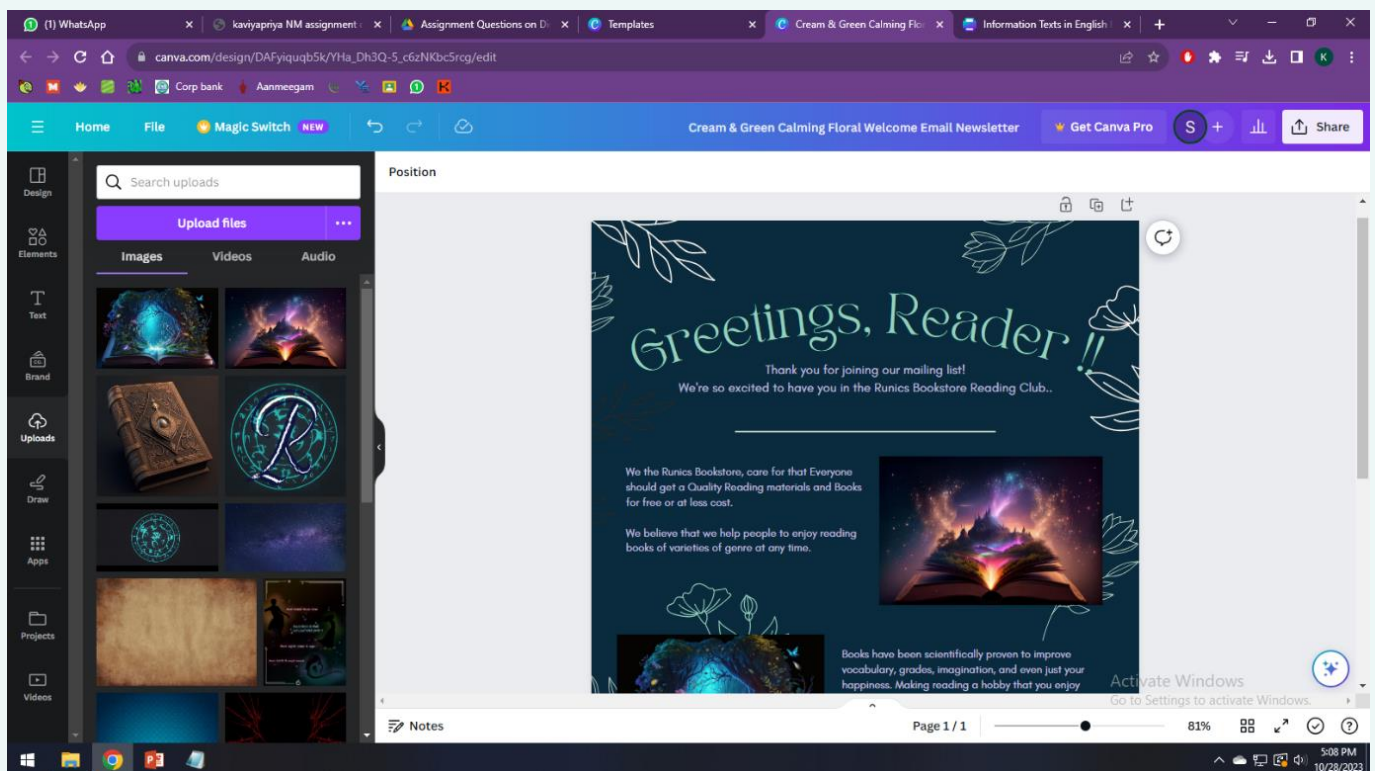 (1) WhatsApp
kaviyapriya NM assignment
Assignment Questions on Di
Templates
Cream & Green Calming Flo
Information Texts in English
canva.com/design/DAFyiquqb5k/YHa_Dh3Q-5_c6zNKbc5rcg/edit
K
Corp bank
Aanmeegam
K
Home
File
Magic Switch
NEW
Cream & Green Calming Floral Welcome Email Newsletter
Get Canva Pro
S
+
Share
Design
Elements
T
Text
Brand
Uploads
Draw
Apps
Projects
Videos
Search uploads
Upload files
Images
Videos
Audio
R
Position
Greetings, Reader !!
Thank you for joining our mailing list!
We're so excited to have you in the Runics Bookstore Reading Club..
We the Runics Bookstore, care for that Everyone
should get a Quality Reading materials and Books
for free or at less cost.
We believe that we help people to enjoy reading
books of varieties of genre at any time.
Books have been scientifically proven to improve
vocabulary, grades, imagination, and even just your
happiness. Making reading a hobby that you enjoy
Activate Windows
Go to Settings to activate Windows.
Notes
Page 1 / 1
81%
5:08 PM
10/28/2023